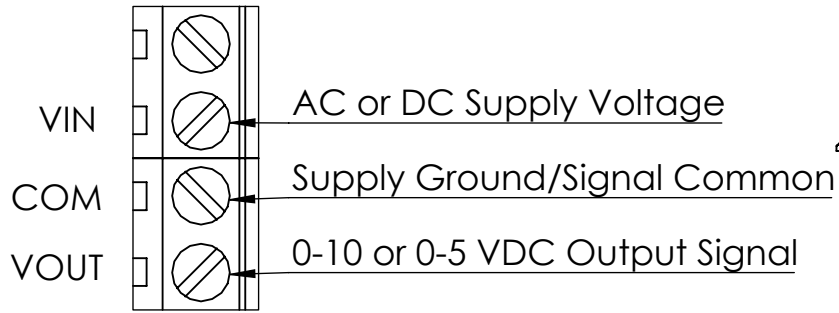 VIN AC or DC Supply Voltage
COM Supply Ground/Signal Common
VOUT 0-10 or 0-5 VDC Output Signal